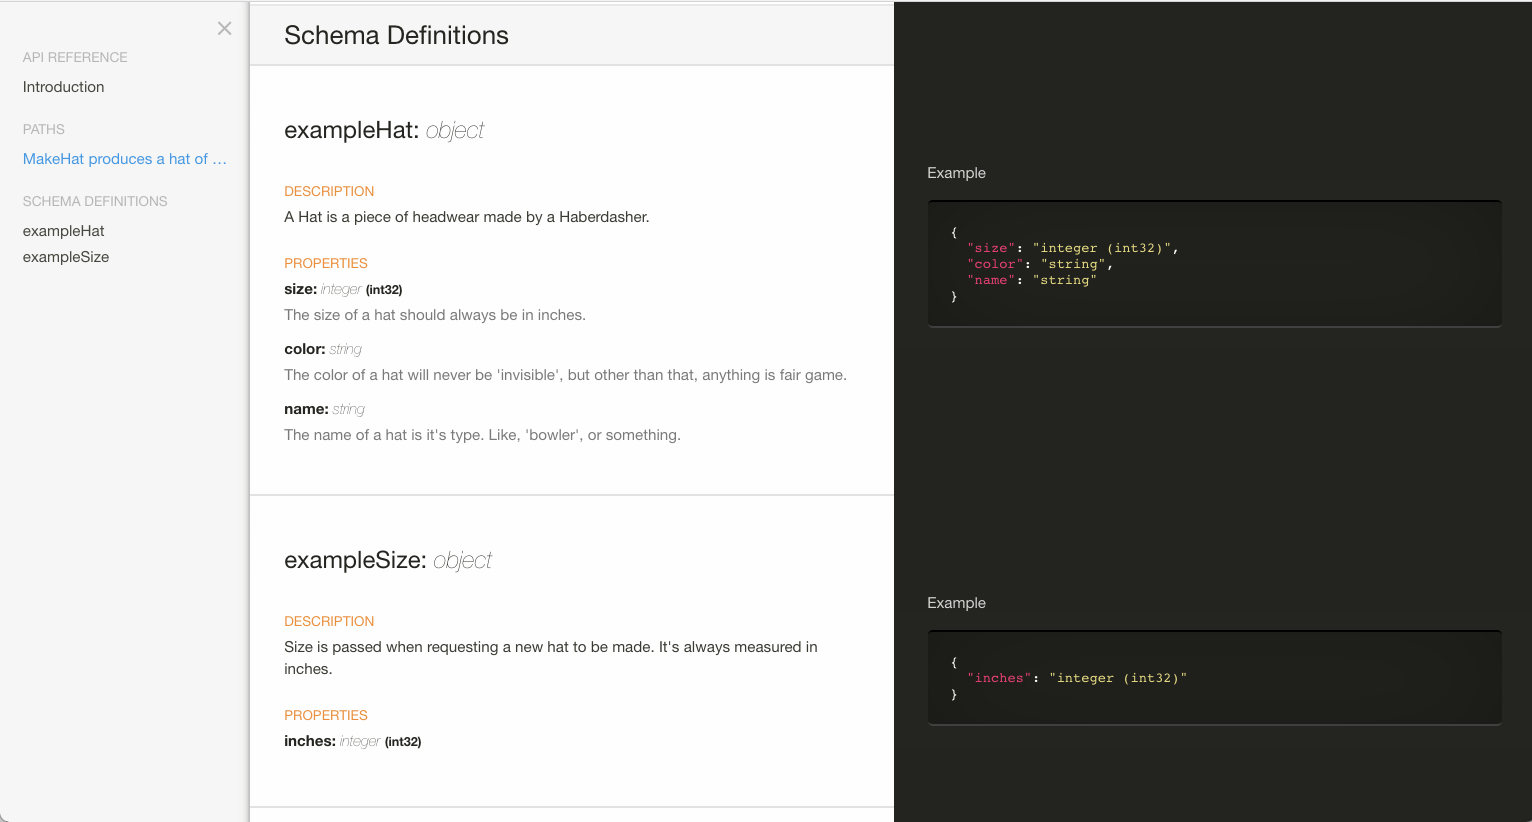 API REFERENCE
Introduction
PATHS
MakeHat produces a hat of …
SCHEMA DEFINITIONS
exampleHat
exampleSize
Schema Definitions
exampleHat: object
DESCRIPTION
A Hat is a piece of headwear made by a Haberdasher.
PROPERTIES
size: integer (int32)
The size of a hat should always be in inches.
color: string
The color of a hat will never be 'invisible', but other than that, anything is fair game.
name: string
The name of a hat is it's type. Like, 'bowler', or something.
Example
{
"size": "integer (int32)",
"color": "string",
"name": "string"
}
exampleSize: object
DESCRIPTION
Size is passed when requesting a new hat to be made. It's always measured in
inches.
PROPERTIES
inches: integer (int32)
Example
{
"inches": "integer (int32)"
}